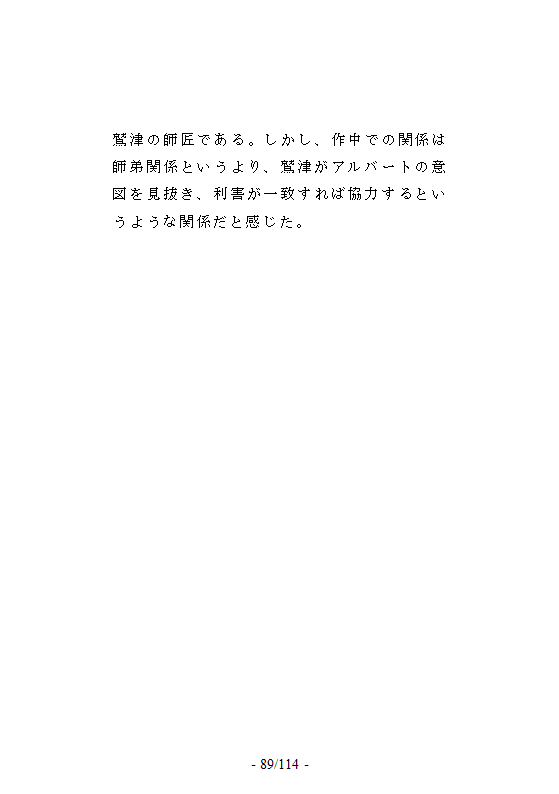 鷲津の師匠である。しかし、作中での関係は
師弟関係というより、鷲津がアルバートの意
図を見抜き、利害が一致すれば協力するとい
うような関係だと感じた。
- 89/114 -